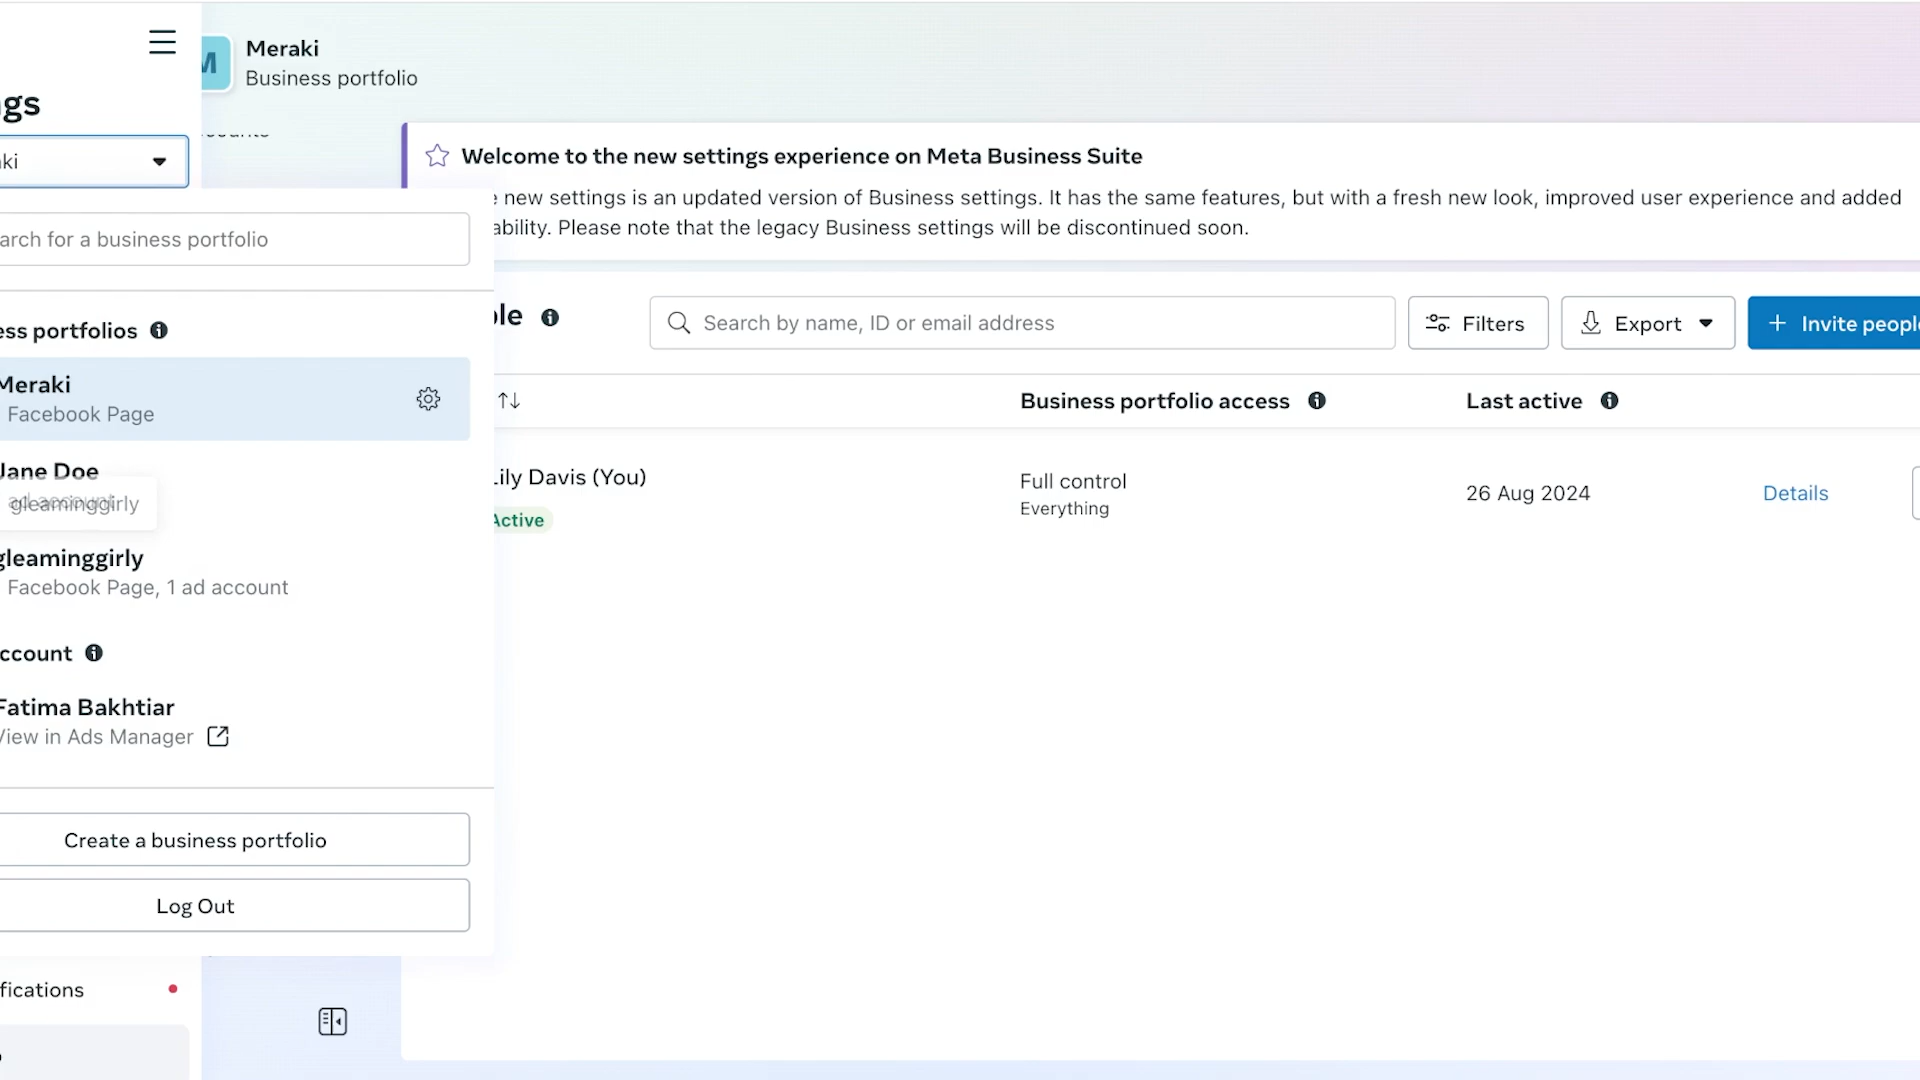 M
Meraki
Business portfolio
gs
ki
Welcome to the new settings experience on Meta Business Suite
new settings is an updated version of Business settings. It has the same features, but with a fresh new look, improved user experience and added
ability. Please note that the legacy Business settings will be discontinued soon.
arch for a business portfolio
ess portfolios
Meraki
Facebook Page
Jane Doe
ad account
gleaminggirly
gleaminggirly
Facebook Page, 1 ad account
ccount
Fatima Bakhtiar
View in Ads Manager
Create a business portfolio
Log Out
fications
ple
Search by name, ID or email address
Filters
Export
+ Invite people
Business portfolio access
Last active
Lily Davis (You)
Active
Full control
Everything
26 Aug 2024
Details